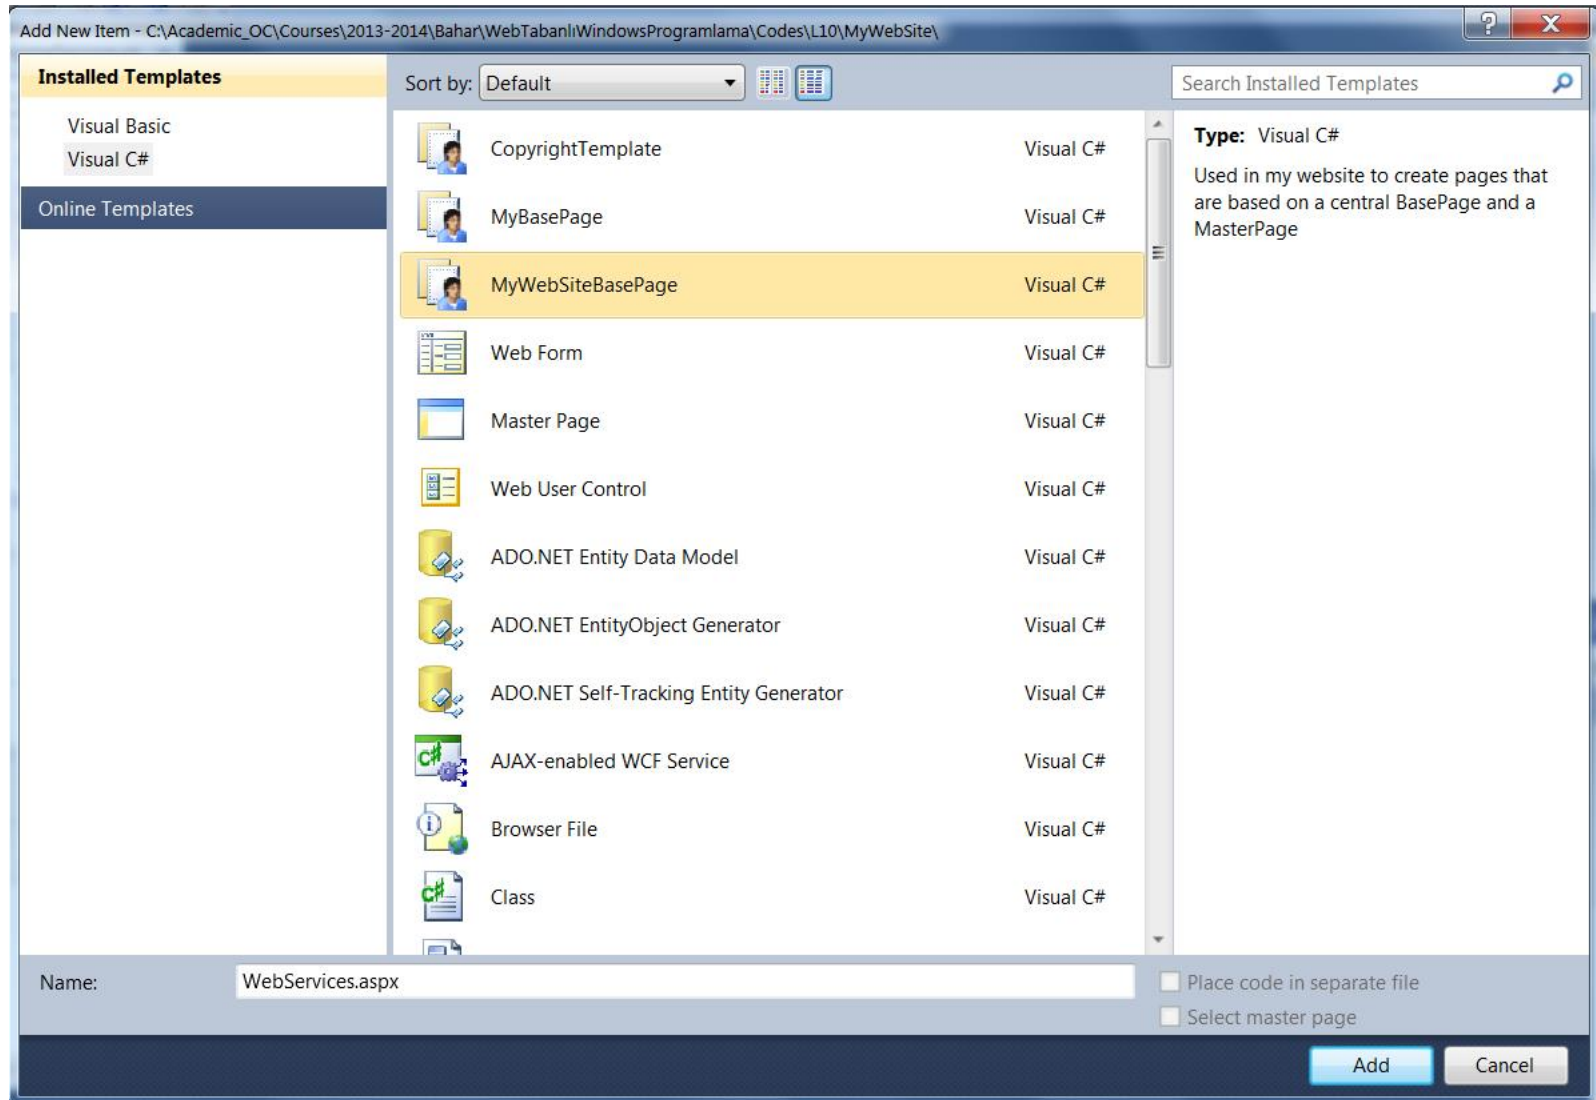 Add New Item - C:\Academic_OC\Courses\2013-2014\Bahar\WebTabanlıWindowsProgramlama\Codes\L10\MyWebSite\
Installed Templates
Visual Basic
Visual C#
Online Templates
Sort by: Default
Search Installed Templates
CopyrightTemplate Visual C#
MyBasePage Visual C#
MyWebSiteBasePage Visual C#
Web Form Visual C#
Master Page Visual C#
Web User Control Visual C#
ADO.NET Entity Data Model Visual C#
ADO.NET EntityObject Generator Visual C#
ADO.NET Self-Tracking Entity Generator Visual C#
AJAX-enabled WCF Service Visual C#
Browser File Visual C#
Class Visual C#
Type: Visual C#
Used in my website to create pages that
are based on a central BasePage and a
MasterPage
Name: WebServices.aspx
Place code in separate file
Select master page
Add Cancel